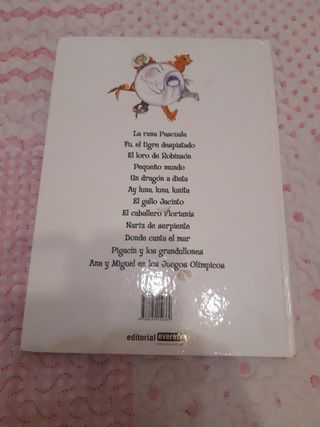 La rana Pascuala
Fu, el tigre despistado
El loro de Robinsón
Pequeño mundo
Un dragón a dieta
Ay luna, luna, lunita
El gallo Jacinto
El caballero Florianís
Nariz de serpiente
Donde canta el mar
Pigacín y los grandullones
Ana y Miguel en los Juegos Olímpicos
editorial everest